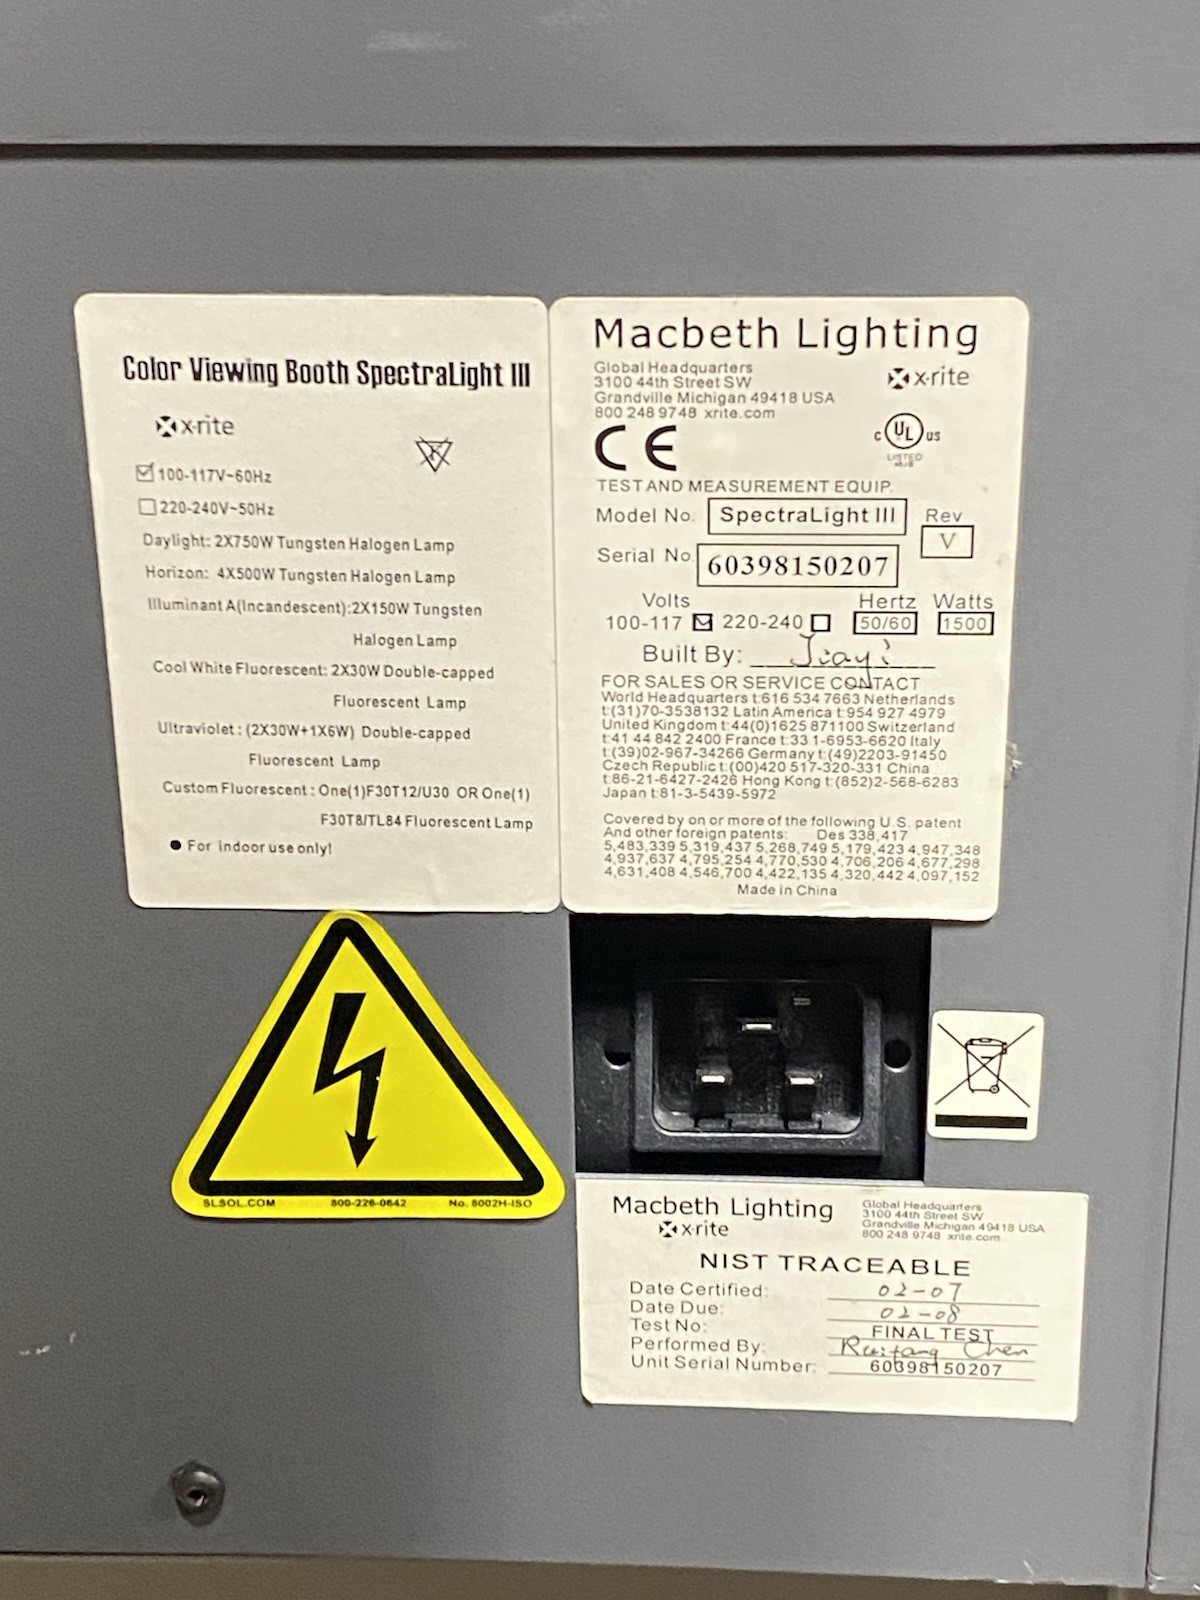 Color Viewing Booth SpectraLight III
x·rite
100-117V~60Hz
220-240V~50Hz
Daylight: 2X750W Tungsten Halogen Lamp
Horizon: 4X500W Tungsten Halogen Lamp
Illuminant A(Incandescent):2X150W Tungsten
Halogen Lamp
Cool White Fluorescent: 2X30W Double-capped
Fluorescent Lamp
Ultraviolet: (2X30W+1X6W) Double-capped
Fluorescent Lamp
Custom Fluorescent: One(1)F30T12/U30 OR One(1)
F30T8/TL84 Fluorescent Lamp
● For indoor use only!
Macbeth Lighting
Global Headquarters
3100 44th Street SW
Grandville Michigan 49418 USA
800 248 9748 xrite.com
x·rite
CE
c UL us
LISTED
TEST AND MEASUREMENT EQUIP.
Model No. SpectraLight III Rev
V
Serial No. 60398150207
Volts Hertz Watts
100-117 220-240 50/60 1500
Built By: Jiayi
FOR SALES OR SERVICE CONTACT
World Headquarters t:616 534 7663 Netherlands
t:(31)70-3538132 Latin America t:954 927 4979
United Kingdom t:44(0)1625 871100 Switzerland
t:41 44 842 2400 France t:33 1-6953-6620 Italy
t:(39)02-967-34266 Germany t:(49)2203-91450
Czech Republic t:(00)420 517-320-331 China
t:86-21-6427-2426 Hong Kong t:(852)2-568-6283
Japan t:81-3-5439-5972
Covered by on or more of the following U.S. patent
And other foreign patents: Des 338,417
5,483,339 5,319,437 5,268,749 5,179,423 4,947,348
4,937,637 4,795,254 4,770,530 4,706,206 4,677,298
4,631,408 4,546,700 4,422,135 4,320,442 4,097,152
Made in China
SLSOL.COM 800-226-0642 No. 8002H-ISO
Macbeth Lighting
x·rite
Global Headquarters
3100 44th Street SW
Grandville Michigan 49418 USA
800 248 9748 xrite.com
NIST TRACEABLE
Date Certified: 02-07
Date Due: 02-08
Test No: FINAL TEST
Performed By: Ruifang Chen
Unit Serial Number: 60398150207